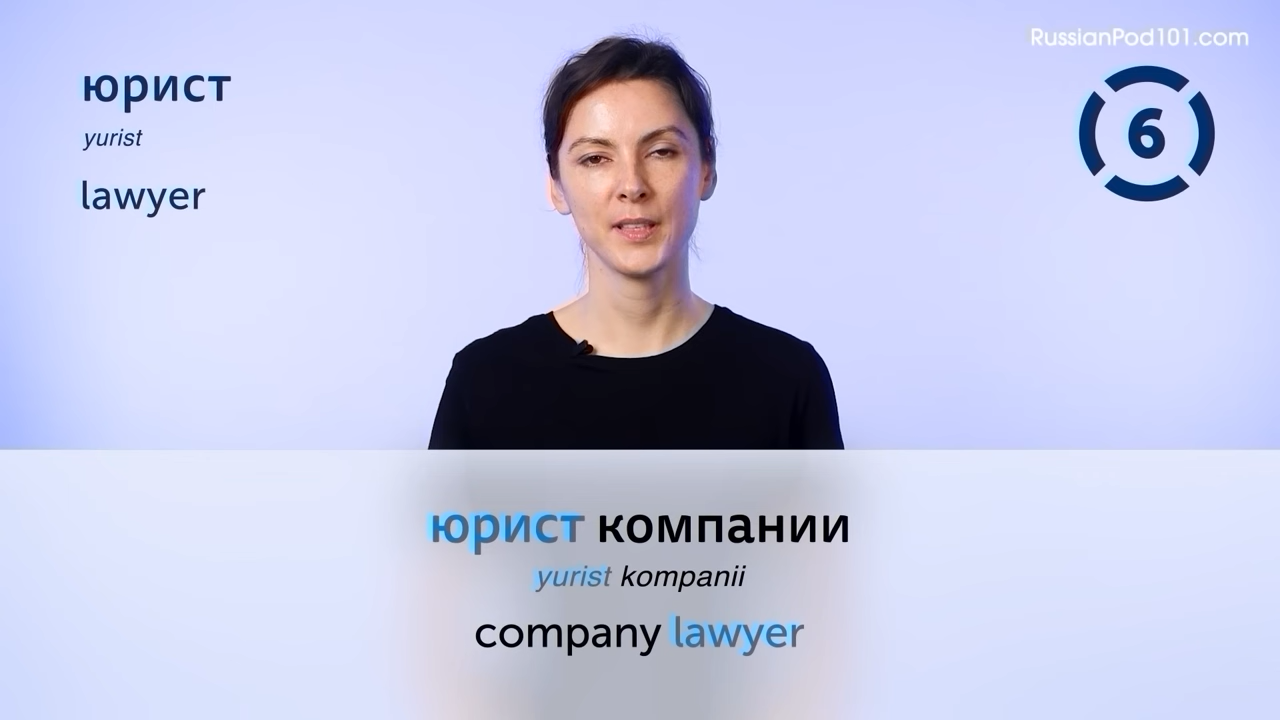 RussianPod101.com
юрист
yurist
lawyer
6
юрист компании
yurist kompanii
company lawyer